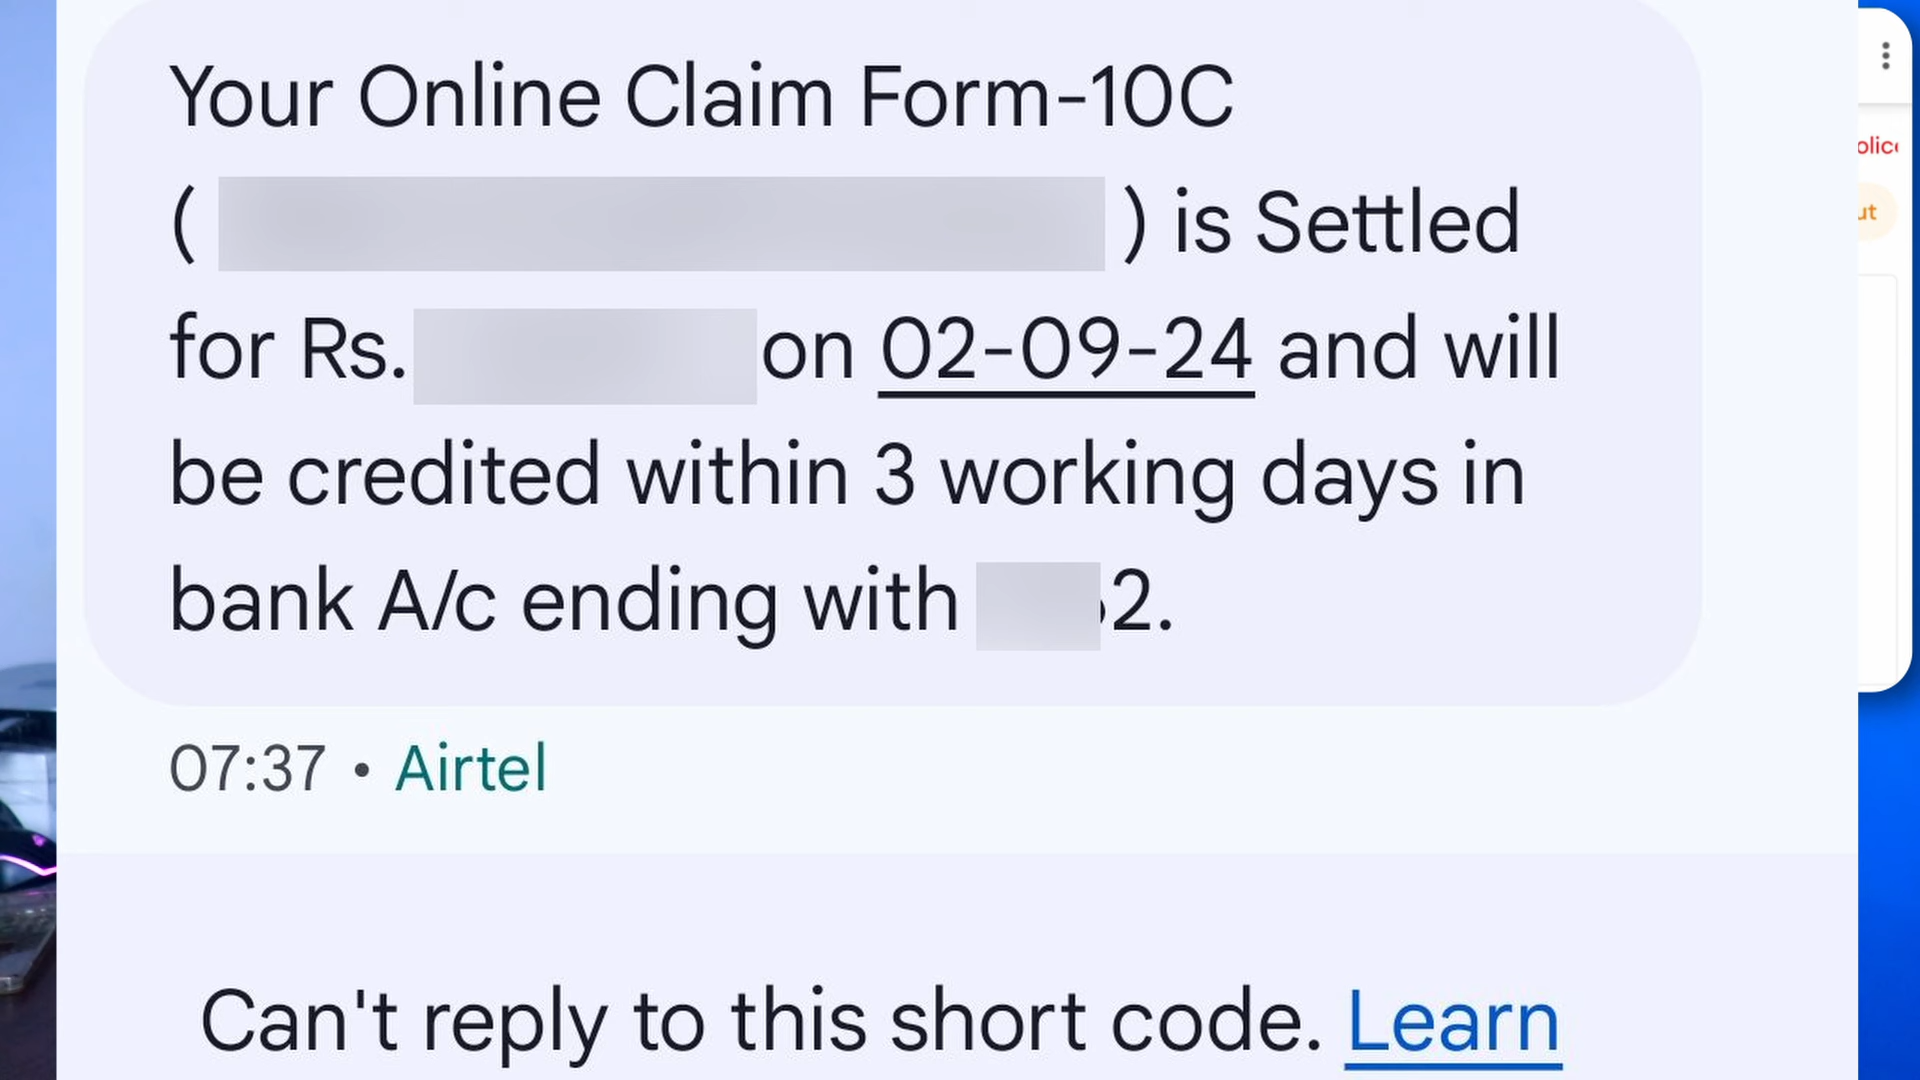 Your Online Claim Form-10C
( ) is Settled
for Rs. on 02-09-24 and will
be credited within 3 working days in
bank A/c ending with 2.
07:37 • Airtel
Can't reply to this short code. Learn